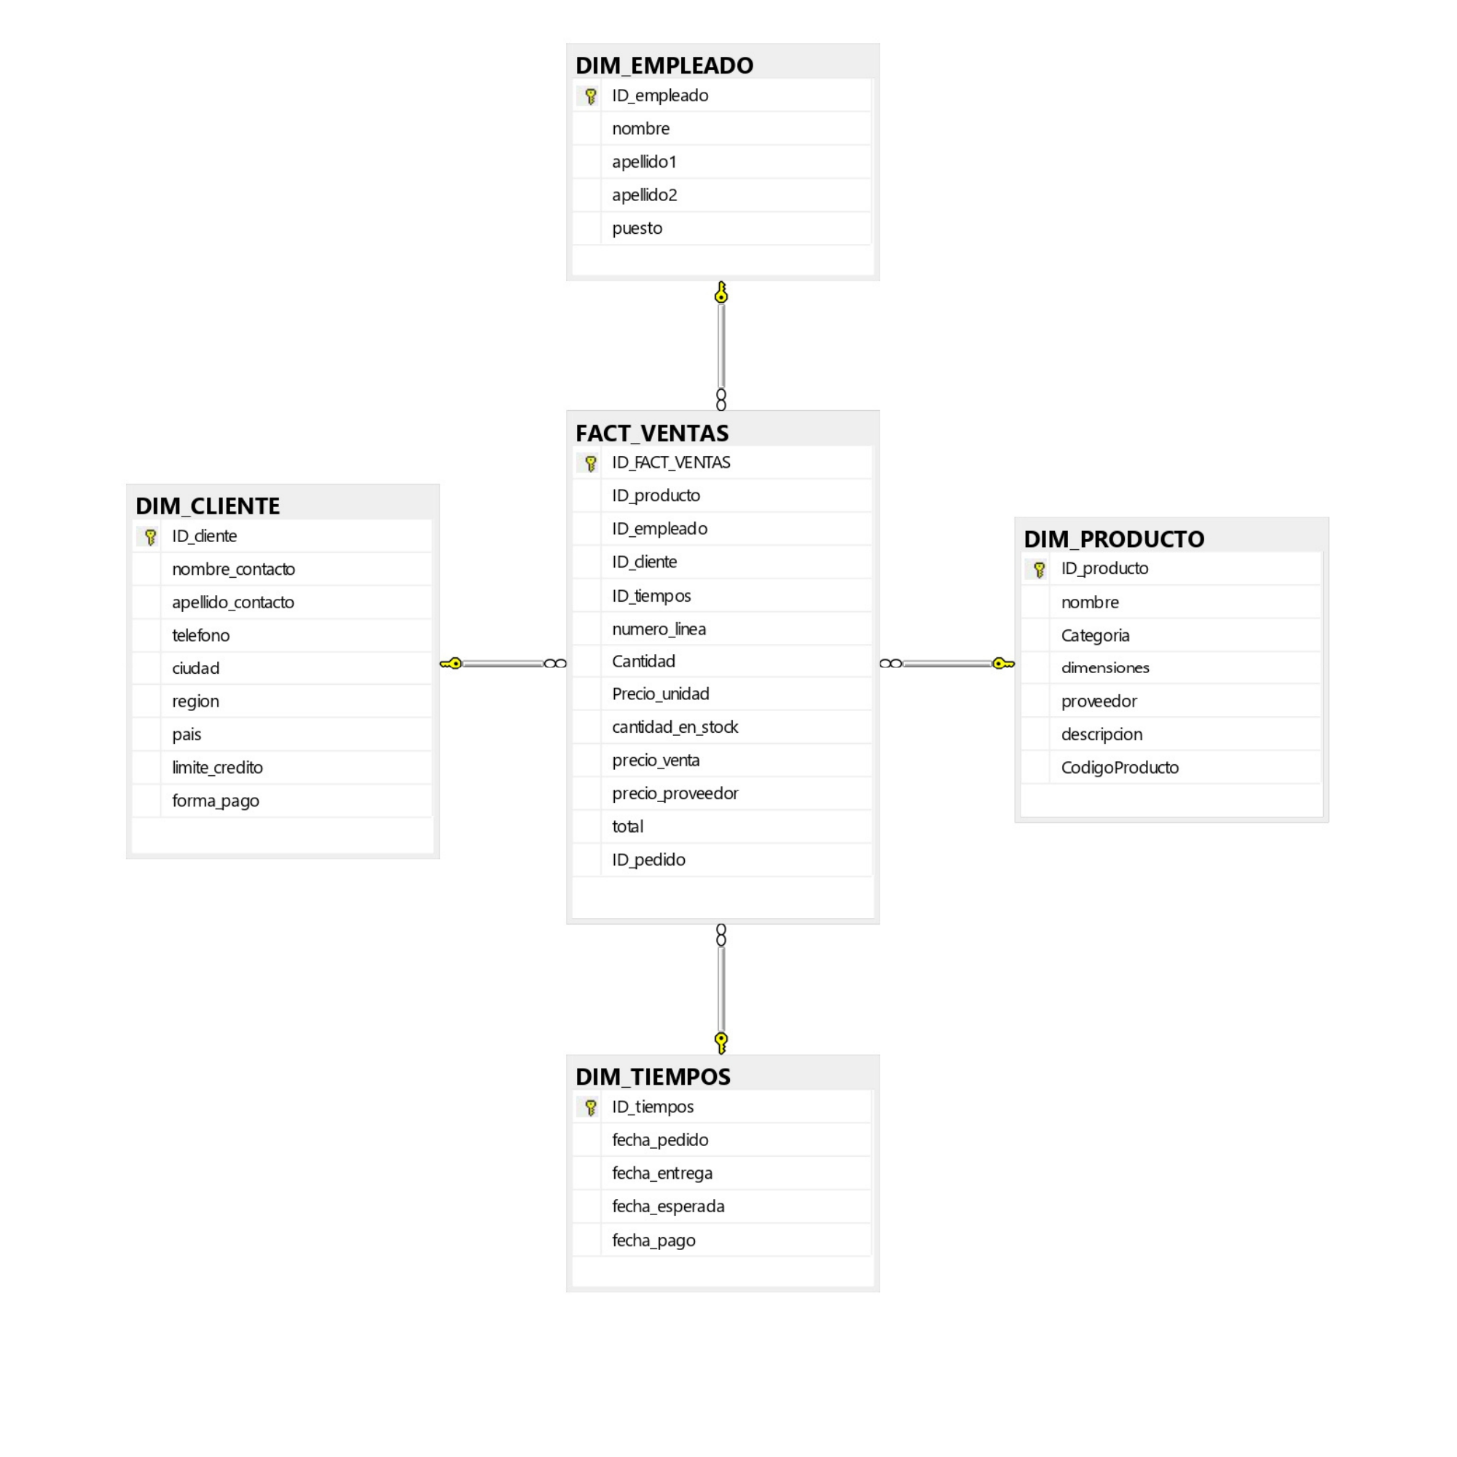 DIM_EMPLEADO
ID_empleado
nombre
apellido1
apellido2
puesto
FACT_VENTAS
ID_FACT_VENTAS
ID_producto
ID_empleado
ID_cliente
ID_tiempos
numero_linea
Cantidad
Precio_unidad
cantidad_en_stock
precio_venta
precio_proveedor
total
ID_pedido
DIM_CLIENTE
ID_cliente
nombre_contacto
apellido_contacto
telefono
ciudad
region
pais
limite_credito
forma_pago
DIM_PRODUCTO
ID_producto
nombre
Categoria
dimensiones
proveedor
descripcion
CodigoProducto
DIM_TIEMPOS
ID_tiempos
fecha_pedido
fecha_entrega
fecha_esperada
fecha_pago